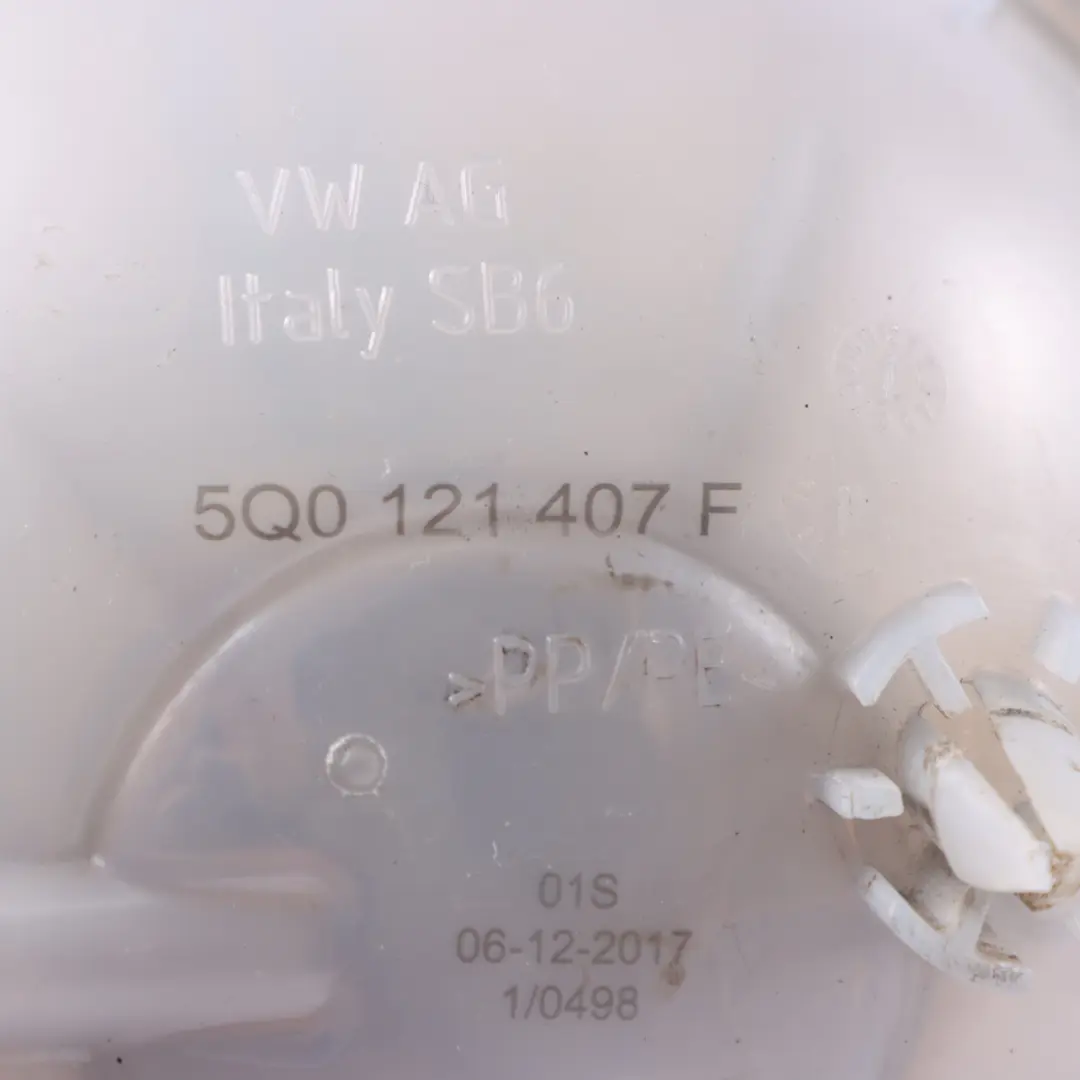 VW AG
Italy SB6
5Q0 121 407 F
>PP/PE
01S
06-12-2017
1/0498